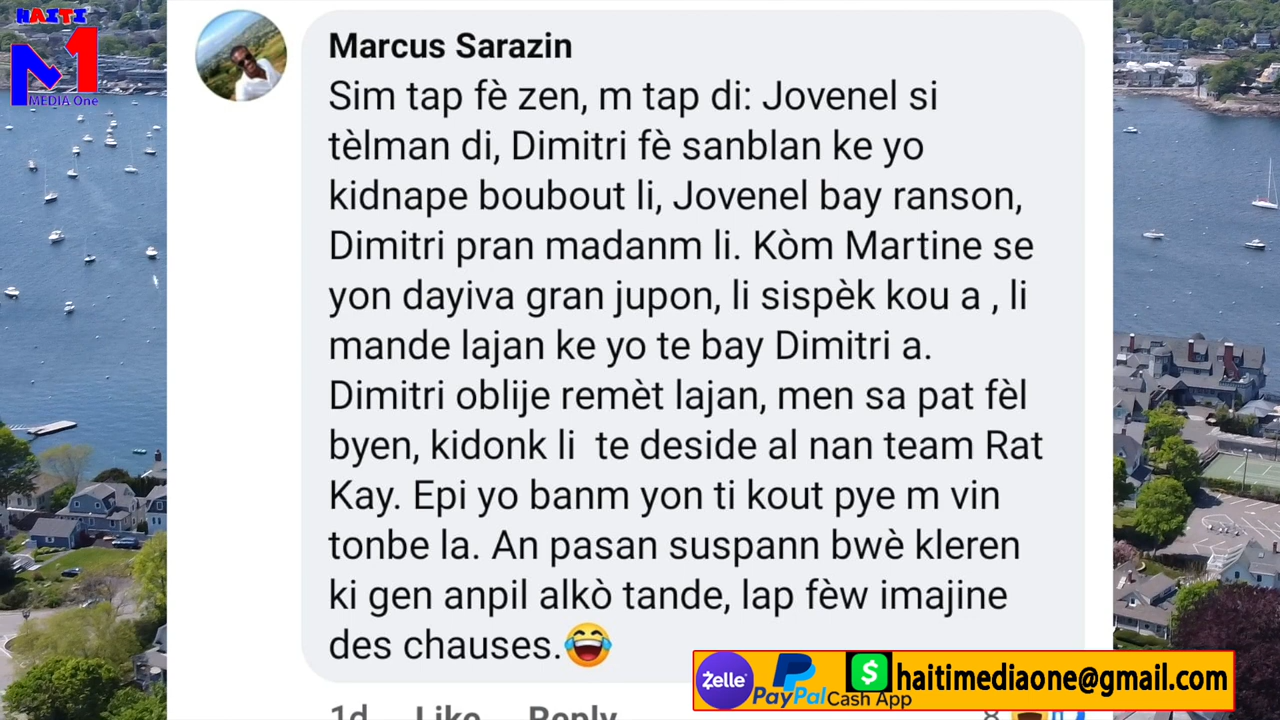 HAITI
M1
MEDIA One
Marcus Sarazin
Sim tap fè zen, m tap di: Jovenel si
tèlman di, Dimitri fè sanblan ke yo
kidnape boubout li, Jovenel bay ranson,
Dimitri pran madanm li. Kòm Martine se
yon dayiva gran jupon, li sispèk kou a , li
mande lajan ke yo te bay Dimitri a.
Dimitri oblije remèt lajan, men sa pat fèl
byen, kidonk li  te deside al nan team Rat
Kay. Epi yo banm yon ti kout pye m vin
tonbe la. An pasan suspann bwè kleren
ki gen anpil alkò tande, lap fèw imajine
des chauses.😂
1d Like Reply 8
Zelle PayPal $ Cash App haitimediaone@gmail.com